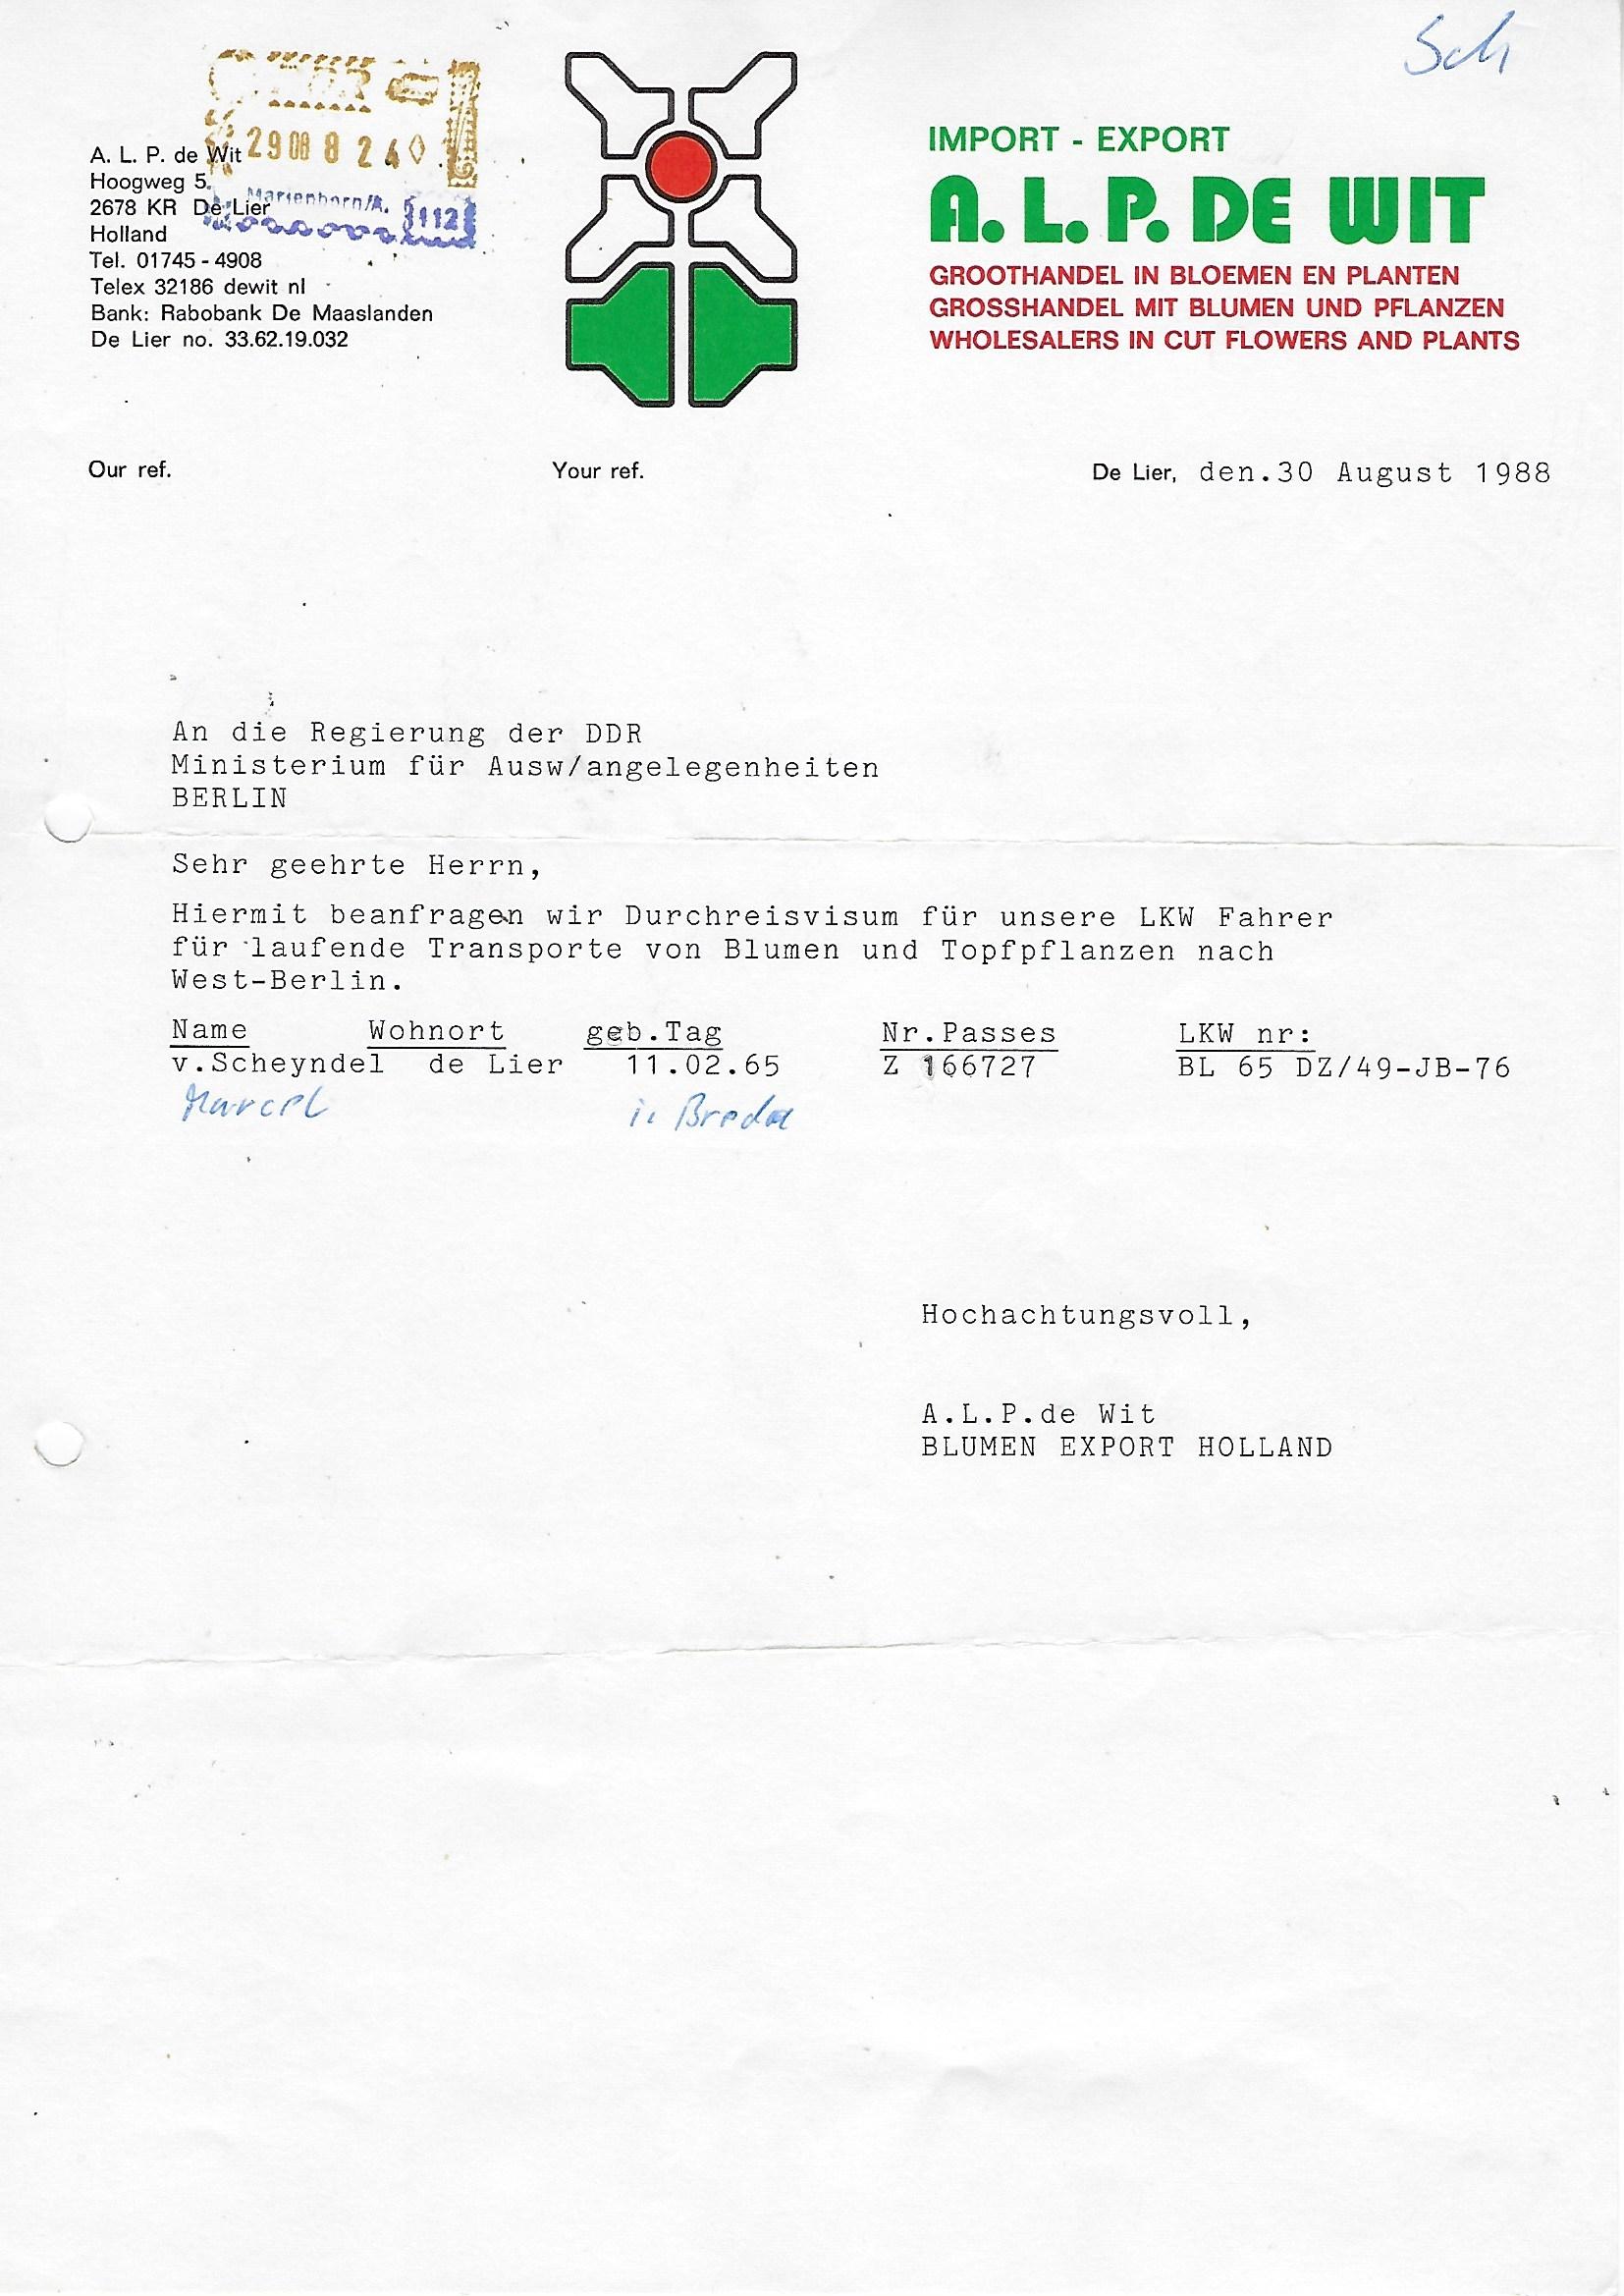 Sch
A. L. P. de Wit
Hoogweg 5.
2678 KR De Lier
Holland
Tel. 01745 - 4908
Telex 32186 dewit nl
Bank: Rabobank De Maaslanden
De Lier no. 33.62.19.032
29 08 8 24
Marienborn/A.
112
IMPORT - EXPORT
A. L. P. DE WIT
GROOTHANDEL IN BLOEMEN EN PLANTEN
GROSSHANDEL MIT BLUMEN UND PFLANZEN
WHOLESALERS IN CUT FLOWERS AND PLANTS
Our ref. Your ref. De Lier, den.30 August 1988
An die Regierung der DDR
Ministerium für Ausw/angelegenheiten
BERLIN
Sehr geehrte Herrn,
Hiermit beanfragen wir Durchreisvisum für unsere LKW Fahrer
für laufende Transporte von Blumen und Topfpflanzen nach
West-Berlin.
Name Wohnort geb.Tag Nr.Passes LKW nr:
v.Scheyndel de Lier 11.02.65 Z 166727 BL 65 DZ/49-JB-76
Marcel in Breda
Hochachtungsvoll,
A.L.P.de Wit
BLUMEN EXPORT HOLLAND